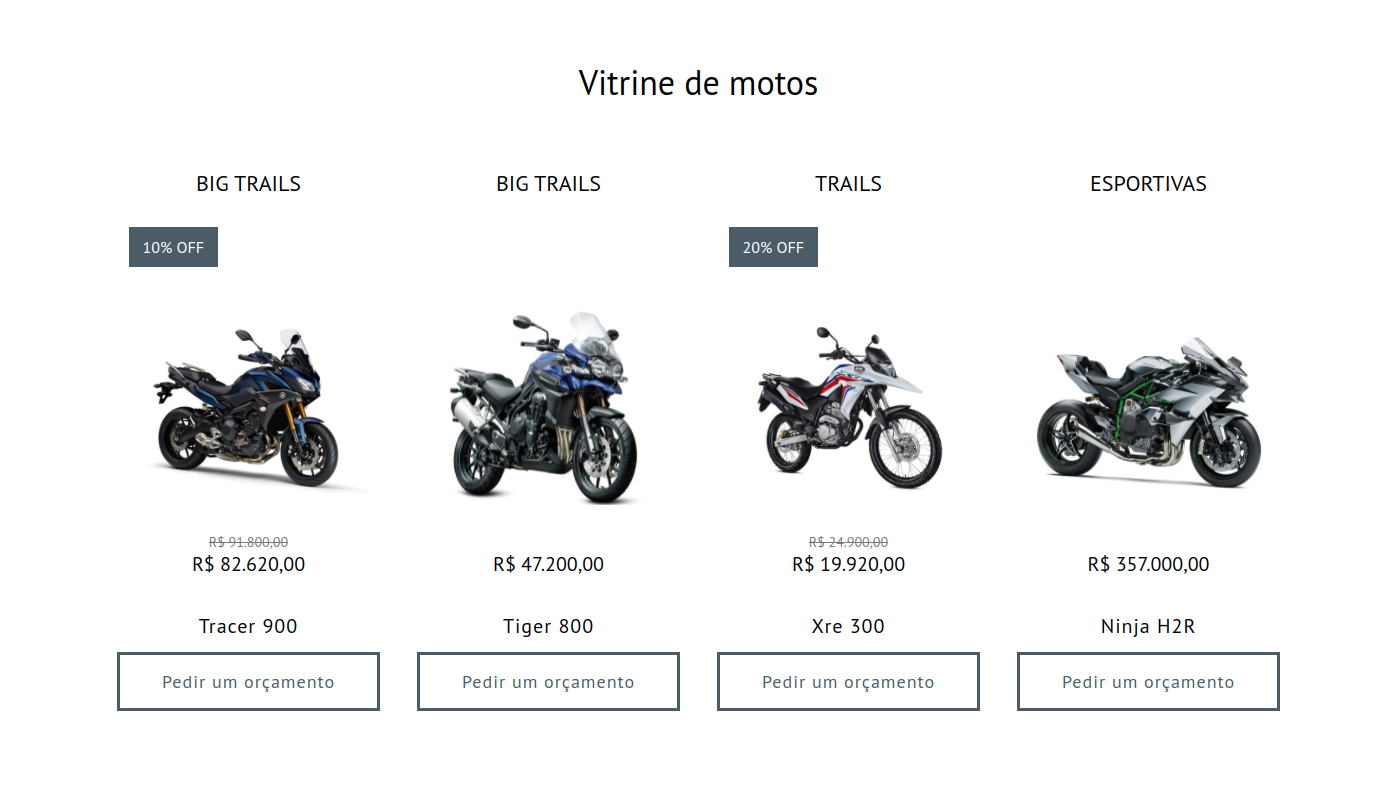 Vitrine de motos
BIG TRAILS
10% OFF
R$ 91.800,00
R$ 82.620,00
Tracer 900
Pedir um orçamento
BIG TRAILS
R$ 47.200,00
Tiger 800
Pedir um orçamento
TRAILS
20% OFF
R$ 24.900,00
R$ 19.920,00
Xre 300
Pedir um orçamento
ESPORTIVAS
R$ 357.000,00
Ninja H2R
Pedir um orçamento